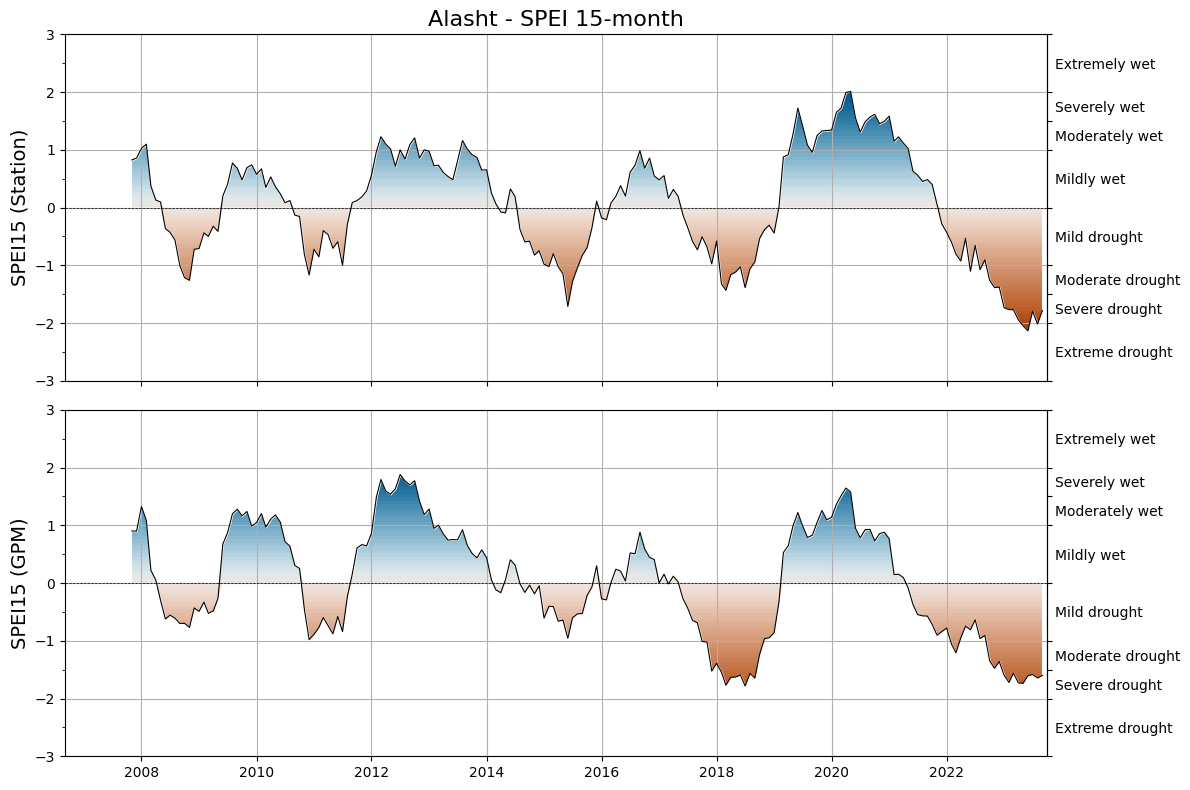 Alasht - SPEI 15-month
SPEI15 (Station)
3
2
1
0
−1
−2
−3
Extremely wet
Severely wet
Moderately wet
Mildly wet
Mild drought
Moderate drought
Severe drought
Extreme drought
SPEI15 (GPM)
3
2
1
0
−1
−2
−3
Extremely wet
Severely wet
Moderately wet
Mildly wet
Mild drought
Moderate drought
Severe drought
Extreme drought
2008 2010 2012 2014 2016 2018 2020 2022